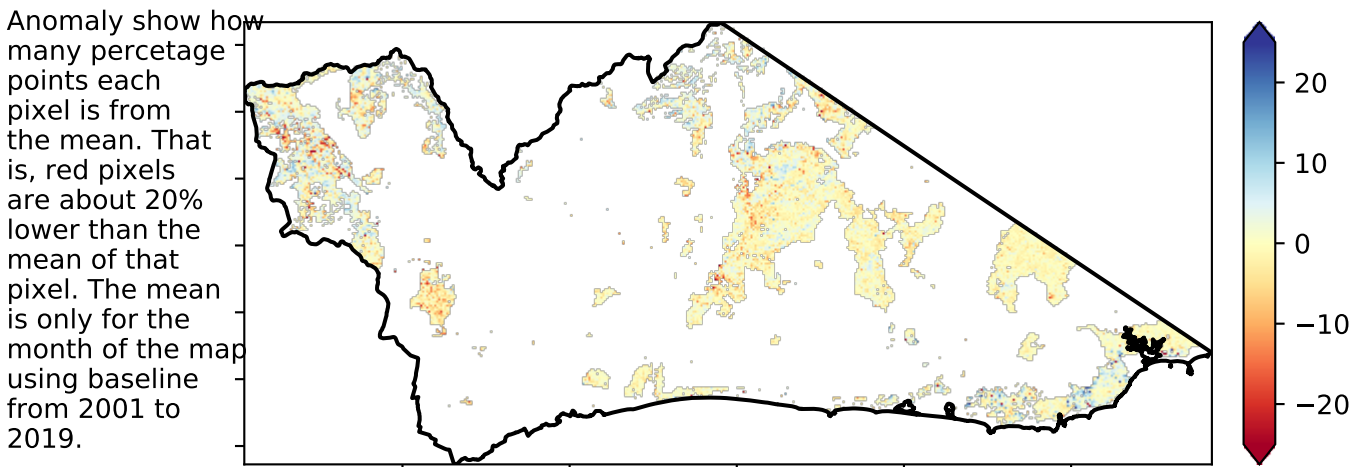 Anomaly show how
many percetage
points each
pixel is from
the mean. That
is, red pixels
are about 20%
lower than the
mean of that
pixel. The mean
is only for the
month of the map
using baseline
from 2001 to
2019.
20
10
0
−10
−20